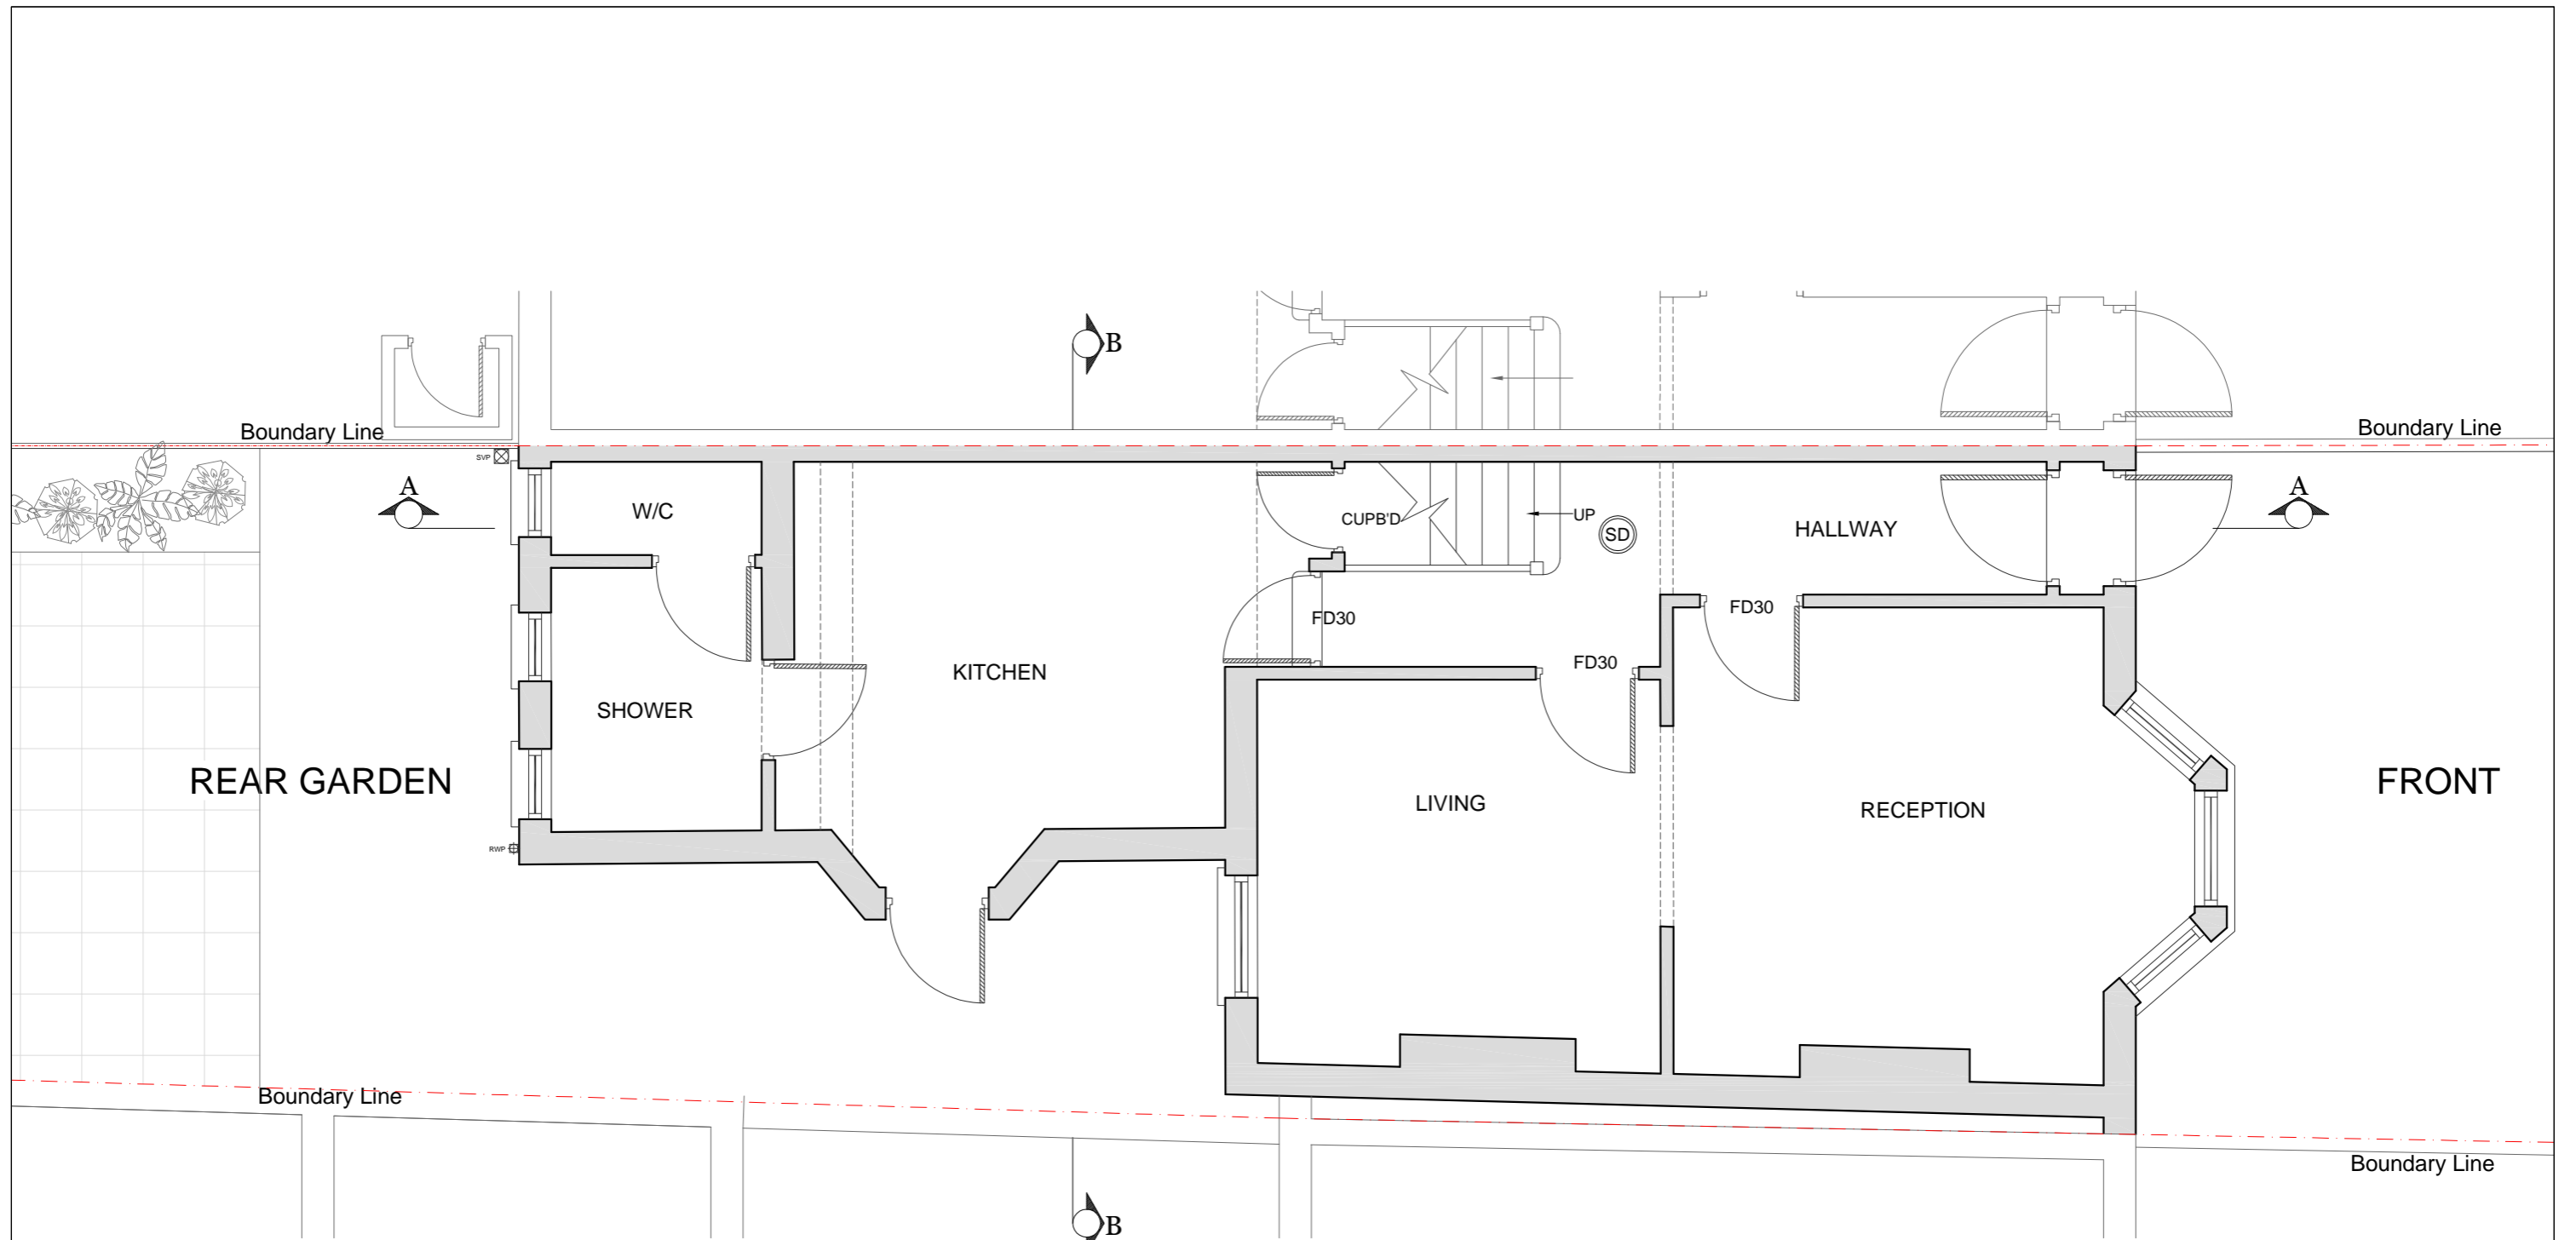 B
Boundary Line
Boundary Line
SVP
A
A
W/C
CUPB'D
UP
SD
HALLWAY
FD30
FD30
FD30
KITCHEN
SHOWER
REAR GARDEN
LIVING
RECEPTION
FRONT
RWP
Boundary Line
Boundary Line
B